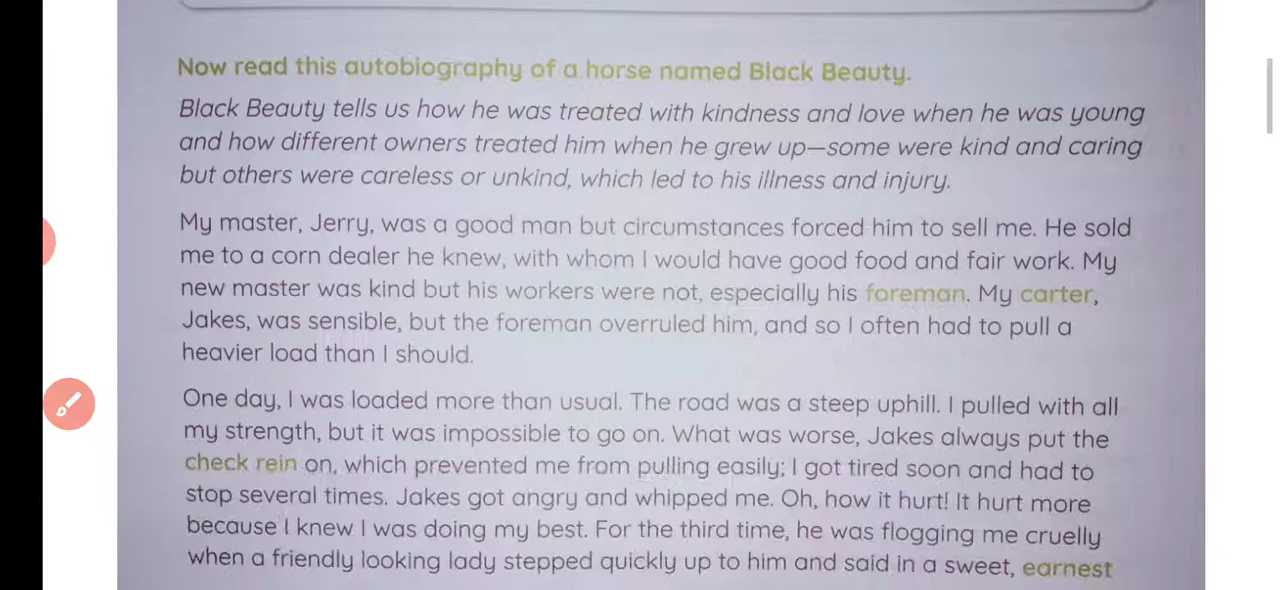 Now read this autobiography of a horse named Black Beauty.
Black Beauty tells us how he was treated with kindness and love when he was young
and how different owners treated him when he grew up—some were kind and caring
but others were careless or unkind, which led to his illness and injury.
My master, Jerry, was a good man but circumstances forced him to sell me. He sold
me to a corn dealer he knew, with whom I would have good food and fair work. My
new master was kind but his workers were not, especially his foreman. My carter,
Jakes, was sensible, but the foreman overruled him, and so I often had to pull a
heavier load than I should.
One day, I was loaded more than usual. The road was a steep uphill. I pulled with all
my strength, but it was impossible to go on. What was worse, Jakes always put the
check rein on, which prevented me from pulling easily; I got tired soon and had to
stop several times. Jakes got angry and whipped me. Oh, how it hurt! It hurt more
because I knew I was doing my best. For the third time, he was flogging me cruelly
when a friendly looking lady stepped quickly up to him and said in a sweet, earnest